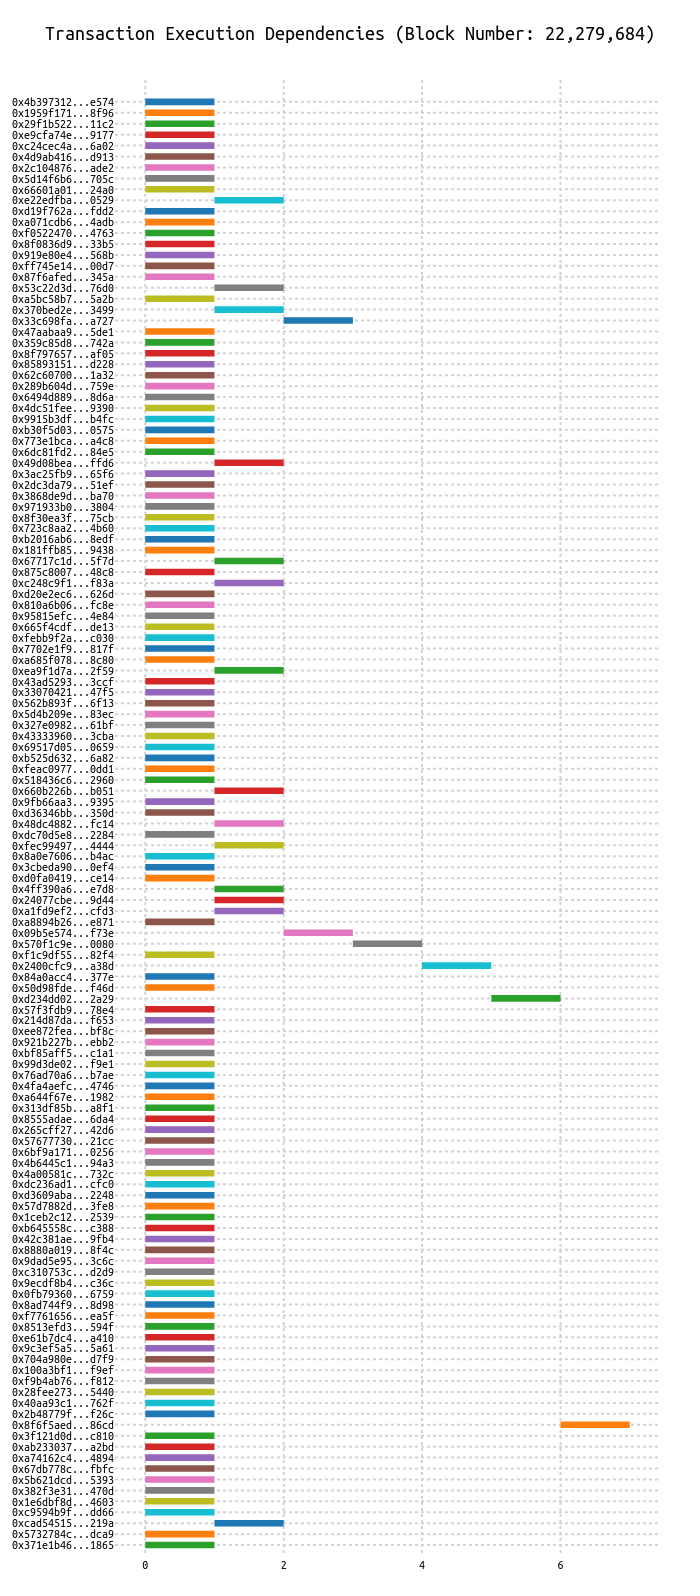 Transaction Execution Dependencies (Block Number: 22,279,684)
0x4b397312...e574
0x1959f171...8f96
0x29f1b522...11c2
0xe9cfa74e...9177
0xc24cec4a...6a02
0x4d9ab416...d913
0x2c104876...ade2
0x5d14f6b6...705c
0x66601a01...24a0
0xe22edfba...0529
0xd19f762a...fdd2
0xa071cdb6...4adb
0xf0522470...4763
0x8f0836d9...33b5
0x919e80e4...568b
0xff745e14...00d7
0x87f6afed...345a
0x53c22d3d...76d0
0xa5bc58b7...5a2b
0x370bed2e...3499
0x33c698fa...a727
0x47aabaa9...5de1
0x359c85d8...742a
0x8f797657...af05
0x85893151...d228
0x62c60700...1a32
0x289b604d...759e
0x6494d889...8d6a
0x4dc51fee...9390
0x9915b3df...b4fc
0xb30f5d03...0575
0x773e1bca...a4c8
0x6dc81fd2...84e5
0x49d08bea...ffd6
0x3ac25fb9...65f6
0x2dc3da79...51ef
0x3868de9d...ba70
0x971933b0...3804
0x8f30ea3f...75cb
0x723c8aa2...4b60
0xb2016ab6...8edf
0x181ffb85...9438
0x67717c1d...5f7d
0x875c8007...48c8
0xc248c9f1...f83a
0xd20e2ec6...626d
0x810a6b06...fc8e
0x95815efc...4e84
0x665f4cdf...de13
0xfebb9f2a...c030
0x7702e1f9...817f
0xa685f078...8c80
0xea9f1d7a...2f59
0x43ad5293...3ccf
0x33070421...47f5
0x562b893f...6f13
0x5d4b209e...83ec
0x327e0982...61bf
0x43333960...3cba
0x69517d05...0659
0xb525d632...6a82
0xfeac0977...0dd1
0x518436c6...2960
0x660b226b...b051
0x9fb66aa3...9395
0xd36346bb...350d
0x48dc4882...fc14
0xdc70d5e8...2284
0xfec99497...4444
0x8a0e7606...b4ac
0x3cbeda90...0ef4
0xd0fa0419...ce14
0x4ff390a6...e7d8
0x24077cbe...9d44
0xa1fd9ef2...cfd3
0xa8894b26...e871
0x09b5e574...f73e
0x570f1c9e...0080
0xf1c9df55...82f4
0x2400cfc9...a38d
0x84a0acc4...377e
0x50d98fde...f46d
0xd234dd02...2a29
0x57f3fdb9...78e4
0x214d87da...f653
0xee872fea...bf8c
0x921b227b...ebb2
0xbf85aff5...c1a1
0x99d3de02...f9e1
0x76ad70a6...b7ae
0x4fa4aefc...4746
0xa644f67e...1982
0x313df85b...a8f1
0x8555adae...6da4
0x265cff27...42d6
0x57677730...21cc
0x6bf9a171...0256
0x4b6445c1...94a3
0x4a00581c...732c
0xdc236ad1...cfc0
0xd3609aba...2248
0x57d7882d...3fe8
0x1ceb2c12...2539
0xb645558c...c388
0x42c381ae...9fb4
0x8880a019...8f4c
0x9dad5e95...3c6c
0xc310753c...d2d9
0x9ecdf8b4...c36c
0x0fb79360...6759
0x8ad744f9...8d98
0xf7761656...ea5f
0x8513efd3...594f
0xe61b7dc4...a410
0x9c3ef5a5...5a61
0x704a980e...d7f9
0x100a3bf1...f9ef
0xf9b4ab76...f812
0x28fee273...5440
0x40aa93c1...762f
0x2b48779f...f26c
0x8f6f5aed...86cd
0x3f121d0d...c810
0xab233037...a2bd
0xa74162c4...4894
0x67db778c...fbfc
0x5b621dcd...5393
0x382f3e31...470d
0x1e6dbf8d...4603
0xc9594b9f...dd66
0xcad54515...219a
0x5732784c...dca9
0x371e1b46...1865
0 2 4 6